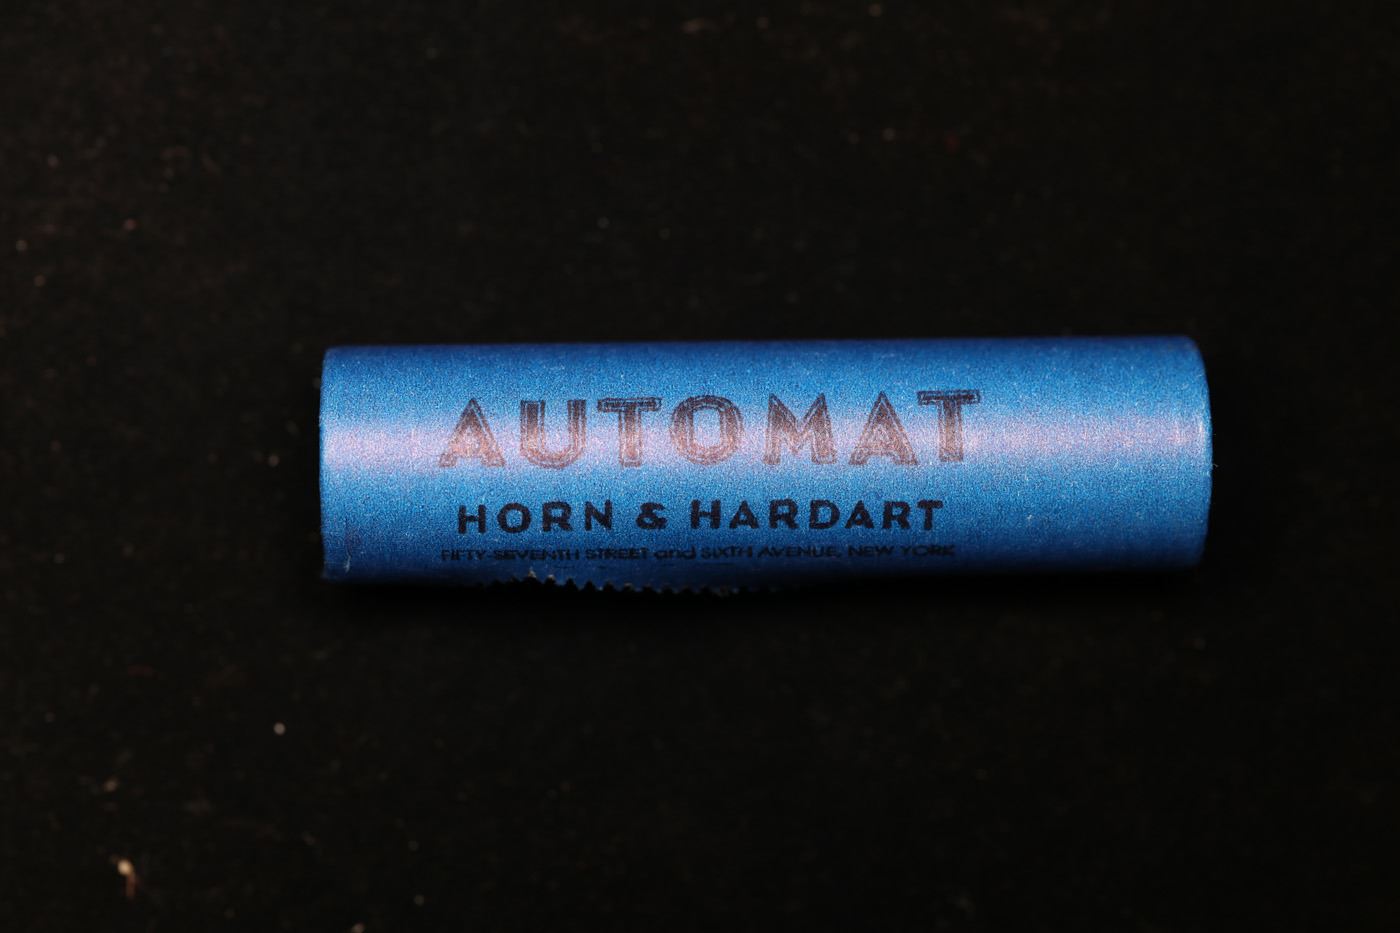 AUTOMAT
HORN & HARDART
FIFTY-SEVENTH STREET and SIXTH AVENUE, NEW YORK